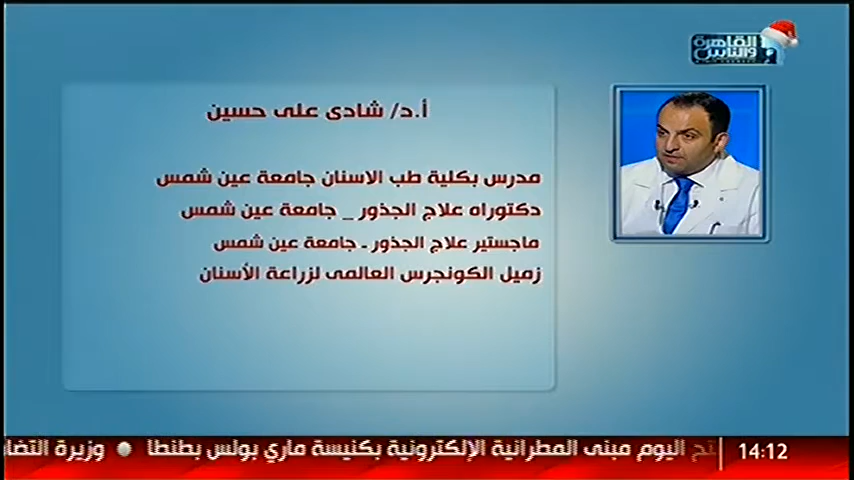 القاهرة
والناس
أ.د/ شادى على حسين
مدرس بكلية طب الاسنان جامعة عين شمس
دكتوراه علاج الجذور _ جامعة عين شمس
ماجستير علاج الجذور - جامعة عين شمس
زميل الكونجرس العالمى لزراعة الأسنان
تح اليوم مبنى المطرانية الإلكترونية بكنيسة ماري بولس بطنطا ● وزيرة التضا
14:12